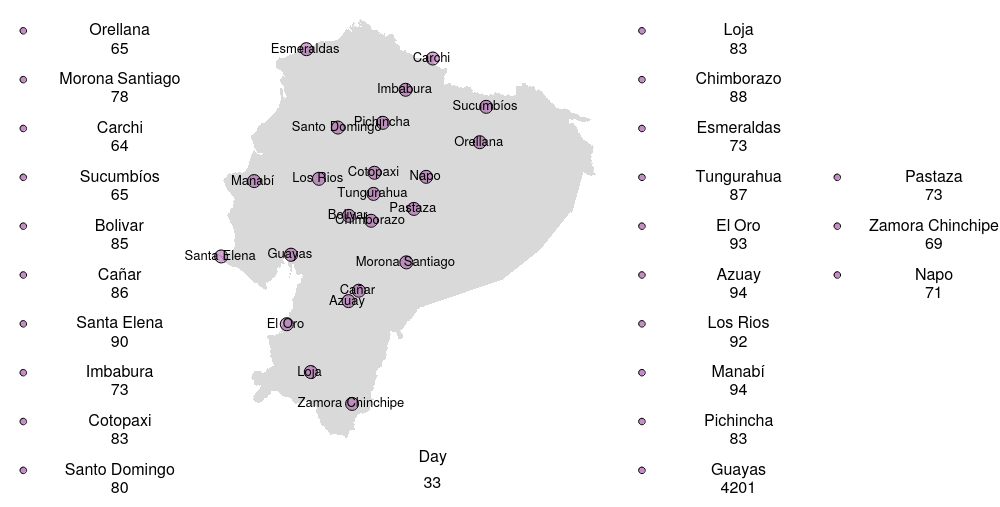 Orellana
65
Morona Santiago
78
Carchi
64
Sucumbíos
65
Bolivar
85
Cañar
86
Santa Elena
90
Imbabura
73
Cotopaxi
83
Santo Domingo
80
Esmeraldas
Carchi
Imbabura
Sucumbíos
Santo Domingo
Pichincha
Orellana
Manabí
Los Rios
Cotopaxi
Napo
Tungurahua
Bolivar
Chimborazo
Pastaza
Santa Elena
Guayas
Morona Santiago
Cañar
Azuay
El Oro
Loja
Zamora Chinchipe
Day
33
Loja
83
Chimborazo
88
Esmeraldas
73
Tungurahua
87
El Oro
93
Azuay
94
Los Rios
92
Manabí
94
Pichincha
83
Guayas
4201
Pastaza
73
Zamora Chinchipe
69
Napo
71